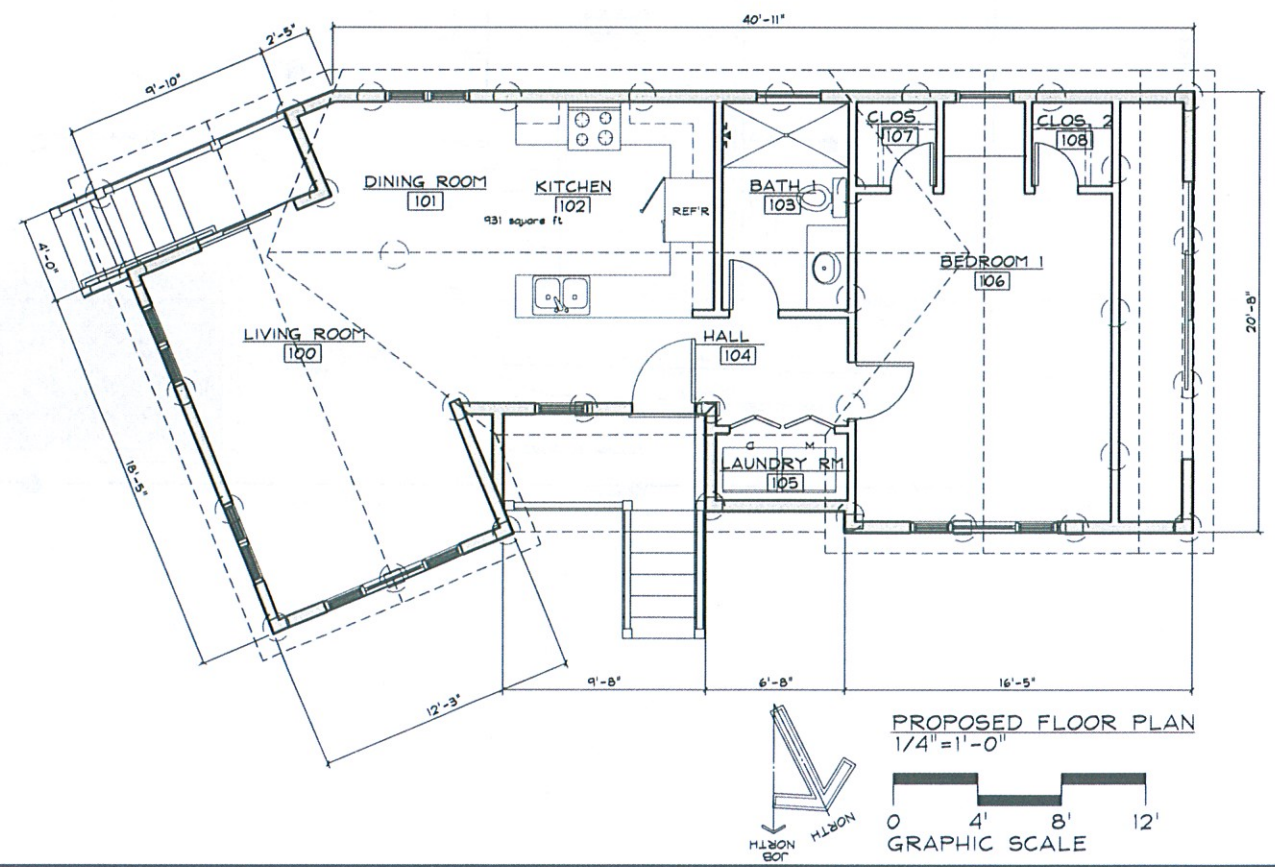 40'-11"
2'-5"
9'-10"
CLOS.
107
CLOS. 2
108
DINING ROOM
101
KITCHEN
102
931 square ft
REF'R
BATH
103
4'-0"
BEDROOM 1
106
LIVING ROOM
100
HALL
104
20'-8"
18'-5"
LAUNDRY RM
105
9'-8"
6'-8"
16'-5"
12'-3"
PROPOSED FLOOR PLAN
1/4"=1'-0"
0 4' 8' 12'
GRAPHIC SCALE
NORTH
JOB
NORTH